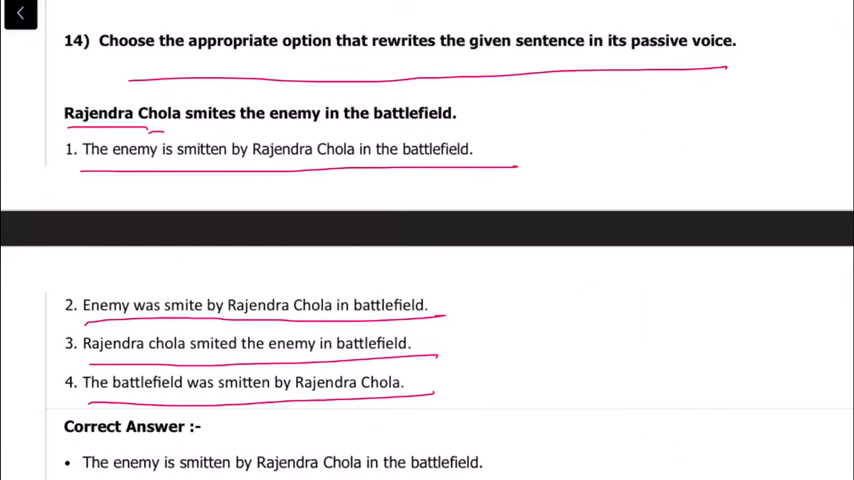 14) Choose the appropriate option that rewrites the given sentence in its passive voice.
Rajendra Chola smites the enemy in the battlefield.
1. The enemy is smitten by Rajendra Chola in the battlefield.
2. Enemy was smite by Rajendra Chola in battlefield.
3. Rajendra chola smited the enemy in battlefield.
4. The battlefield was smitten by Rajendra Chola.
Correct Answer :-
• The enemy is smitten by Rajendra Chola in the battlefield.